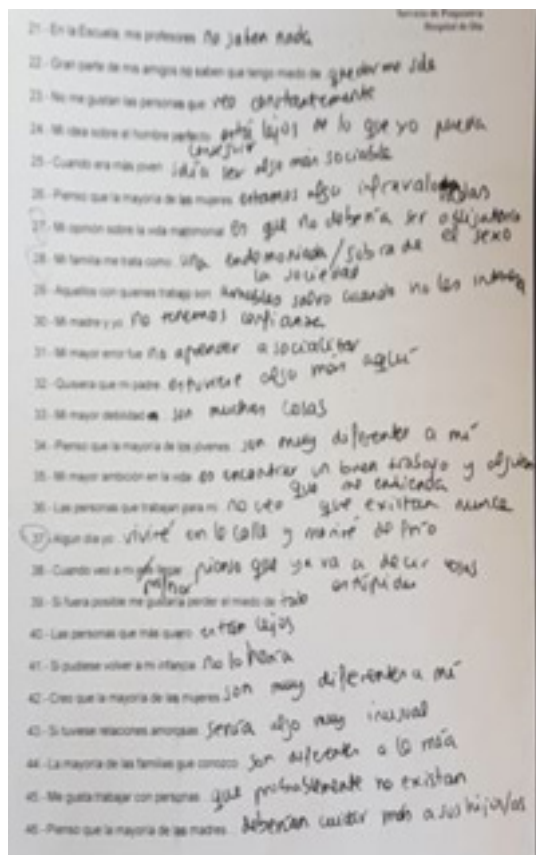 Servicio de Psiquiatría
Hospital de Día
21.- En la Escuela, mis profesores no saben nada
22.- Gran parte de mis amigos no saben que tengo miedo de quedarme sola
23.- No me gustan las personas que veo constantemente
24.- Mi idea sobre el hombre perfecto está lejos de lo que yo pueda
conseguir
25.- Cuando era más joven solía ser algo más sociable
26.- Pienso que la mayoría de las mujeres estamos algo infravaloradas
27.- Mi opinión sobre la vida matrimonial es que no debería ser obligatorio
el sexo
28.- Mi familia me trata como una endemoniada / sobra de
la sociedad
29.- Aquellos con quienes trabajo son amables salvo cuando no les interesa
30.- Mi madre y yo no tenemos confianza
31.- Mi mayor error fue no aprender a socializar
32.- Quisiera que mi padre estuviese algo más aquí
33.- Mi mayor debilidad son muchas cosas
34.- Pienso que la mayoría de los jóvenes son muy diferentes a mí
35.- Mi mayor ambición en la vida es encontrar un buen trabajo y alguien
que me entienda
36.- Las personas que trabajan para mi no veo que existan nunca
37.- Algun día yo viviré en la calle y moriré de frío
38.- Cuando veo a mi pienso que ya va a decir cosas
estúpidas
39.- Si fuera posible me gustaría perder el miedo de todo
40.- Las personas que más quiero están lejos
41.- Si pudiese volver a mi infancia no lo haría
42.- Creo que la mayoría de las mujeres son muy diferentes a mí
43.- Si tuviese relaciones amorosas sería algo muy inusual
44.- La mayoría de las familias que conozco son diferentes a la mía
45.- Me gusta trabajar con personas que probablemente no existan
46.- Pienso que la mayoría de las madres deberían cuidar más a sus hijos/as